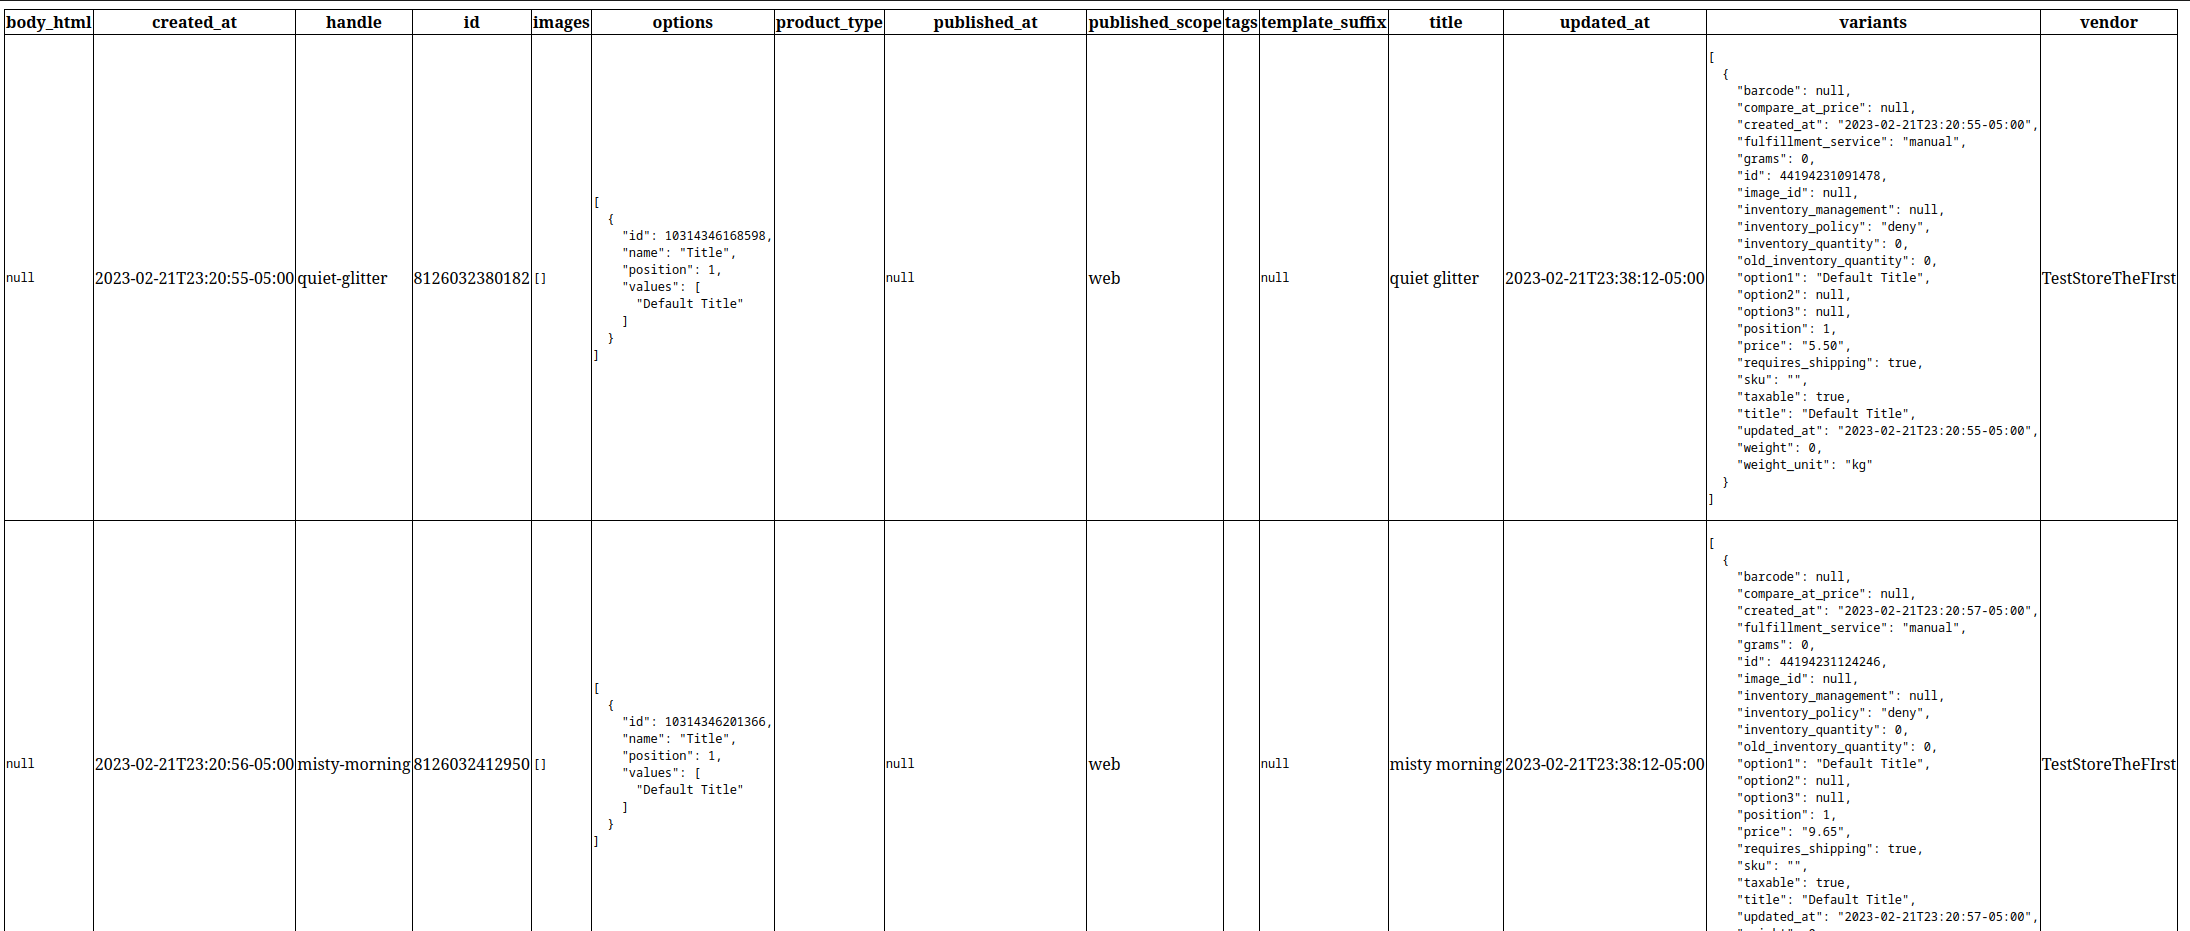 body_html created_at handle id images options product_type published_at published_scope tags template_suffix title updated_at variants vendor
null 2023-02-21T23:20:55-05:00 quiet-glitter 8126032380182 []
[
  {
    "id": 10314346168598,
    "name": "Title",
    "position": 1,
    "values": [
      "Default Title"
    ]
  }
]
null web null quiet glitter 2023-02-21T23:38:12-05:00
[
  {
    "barcode": null,
    "compare_at_price": null,
    "created_at": "2023-02-21T23:20:55-05:00",
    "fulfillment_service": "manual",
    "grams": 0,
    "id": 44194231091478,
    "image_id": null,
    "inventory_management": null,
    "inventory_policy": "deny",
    "inventory_quantity": 0,
    "old_inventory_quantity": 0,
    "option1": "Default Title",
    "option2": null,
    "option3": null,
    "position": 1,
    "price": "5.50",
    "requires_shipping": true,
    "sku": "",
    "taxable": true,
    "title": "Default Title",
    "updated_at": "2023-02-21T23:20:55-05:00",
    "weight": 0,
    "weight_unit": "kg"
  }
]
TestStoreTheFIrst
null 2023-02-21T23:20:56-05:00 misty-morning 8126032412950 []
[
  {
    "id": 10314346201366,
    "name": "Title",
    "position": 1,
    "values": [
      "Default Title"
    ]
  }
]
null web null misty morning 2023-02-21T23:38:12-05:00
[
  {
    "barcode": null,
    "compare_at_price": null,
    "created_at": "2023-02-21T23:20:57-05:00",
    "fulfillment_service": "manual",
    "grams": 0,
    "id": 44194231124246,
    "image_id": null,
    "inventory_management": null,
    "inventory_policy": "deny",
    "inventory_quantity": 0,
    "old_inventory_quantity": 0,
    "option1": "Default Title",
    "option2": null,
    "option3": null,
    "position": 1,
    "price": "9.65",
    "requires_shipping": true,
    "sku": "",
    "taxable": true,
    "title": "Default Title",
    "updated_at": "2023-02-21T23:20:57-05:00",
TestStoreTheFIrst